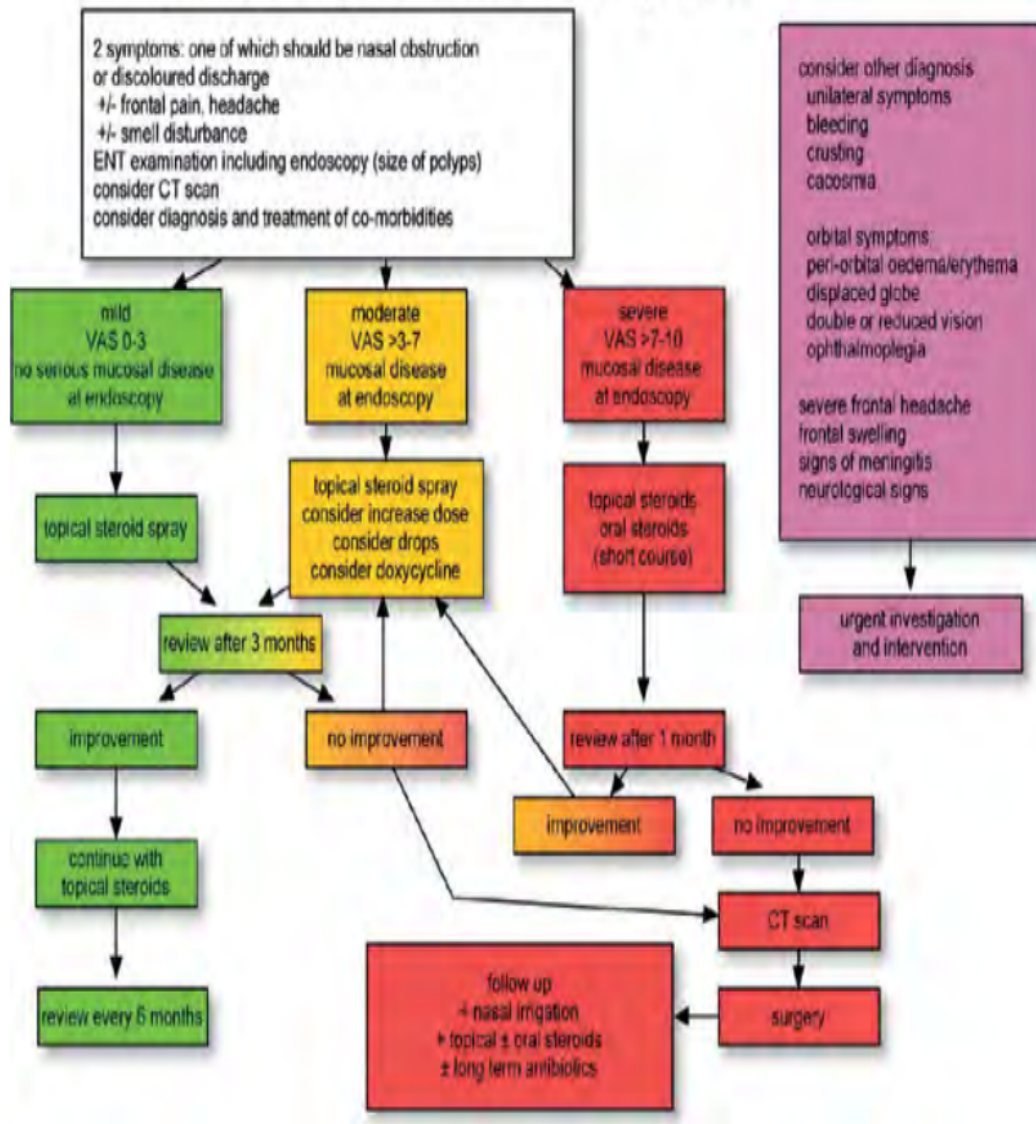 2 symptoms: one of which should be nasal obstruction
or discoloured discharge
+/- frontal pain, headache
+/- smell disturbance
ENT examination including endoscopy (size of polyps)
consider CT scan
consider diagnosis and treatment of co-morbidities
mild
VAS 0-3
no serious mucosal disease
at endoscopy
moderate
VAS >3-7
mucosal disease
at endoscopy
severe
VAS >7-10
mucosal disease
at endoscopy
consider other diagnosis
unilateral symptoms
bleeding
crusting
cacosmia
orbital symptoms
peri-orbital oedema/erythema
displaced globe
double or reduced vision
ophthalmoplegia
severe frontal headache
frontal swelling
signs of meningitis
neurological signs
topical steroid spray
topical steroid spray
consider increase dose
consider drops
consider doxycycline
topical steroids
oral steroids
(short course)
urgent investigation
and intervention
review after 3 months
improvement
no improvement
review after 1 month
improvement
no improvement
continue with
topical steroids
CT scan
review every 6 months
follow up
+ nasal irrigation
+ topical ± oral steroids
± long term antibiotics
surgery